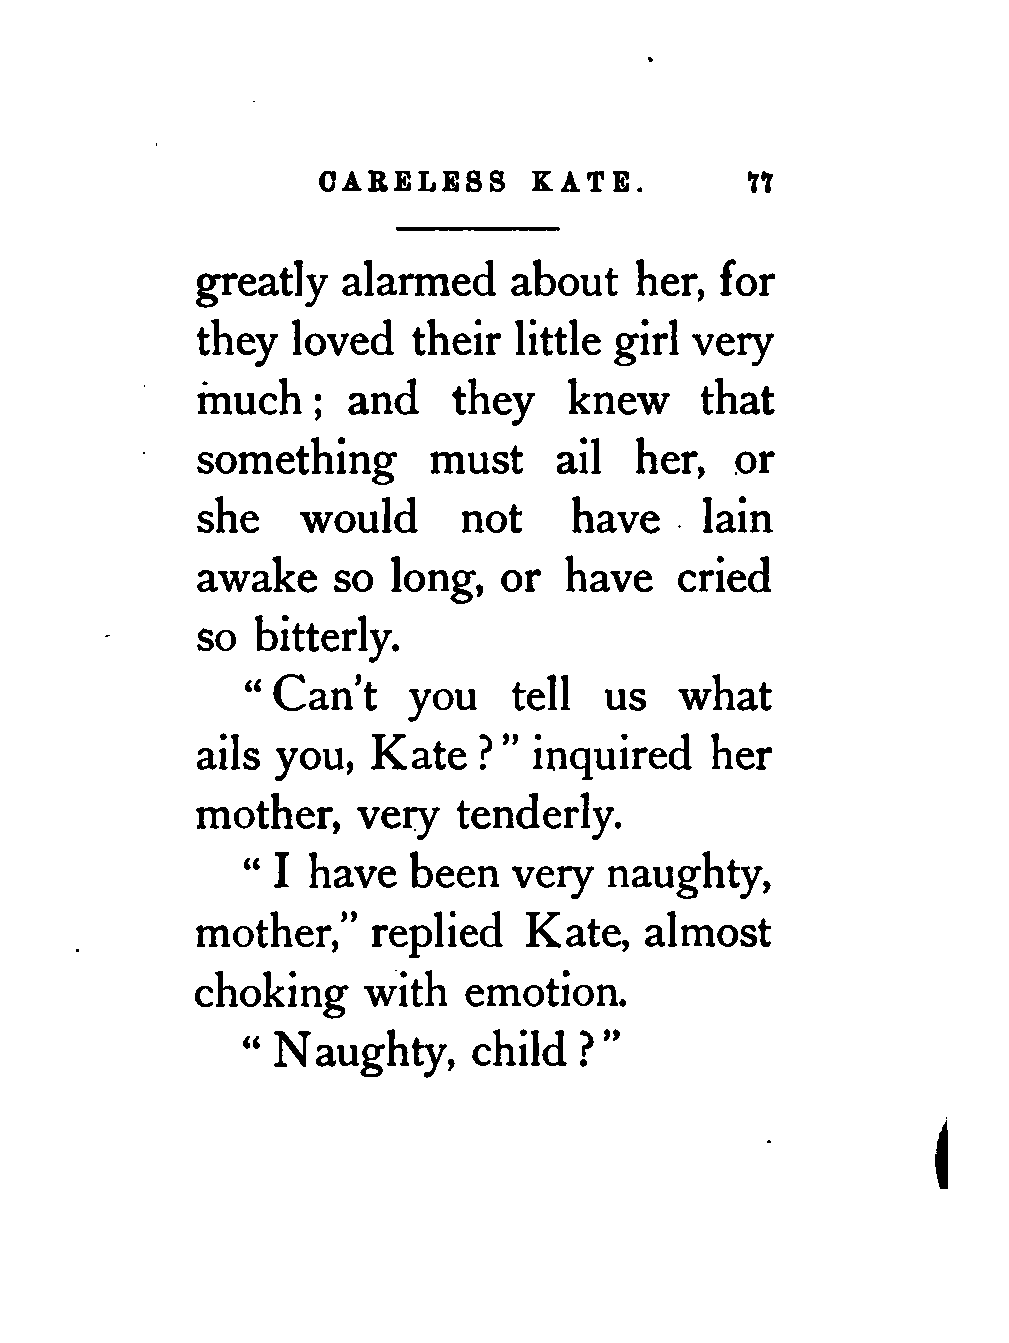 CARELESS KATE. 77
greatly alarmed about her, for
they loved their little girl very
much; and they knew that
something must ail her, or
she would not have lain
awake so long, or have cried
so bitterly.
"Can't you tell us what
ails you, Kate?" inquired her
mother, very tenderly.
"I have been very naughty,
mother," replied Kate, almost
choking with emotion.
"Naughty, child?"